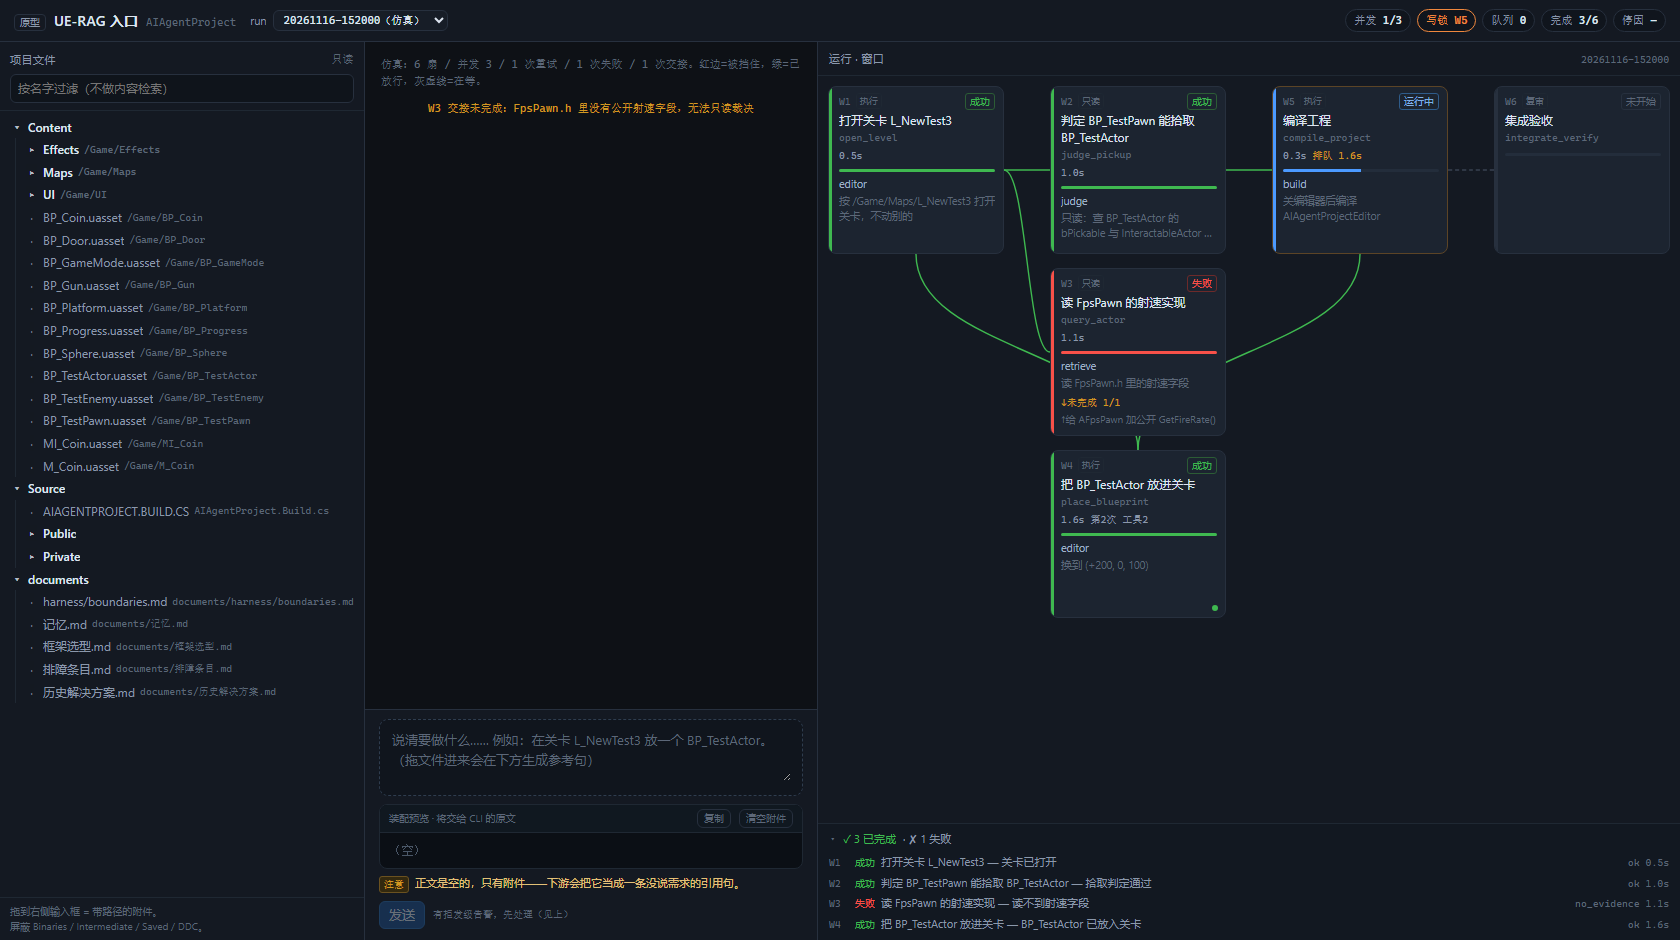 原型 UE-RAG 入口 AIAgentProject run 20261116-152000（仿真） 并发 1/3 写锁 W5 队列 0 完成 3/6 停因 —
项目文件 只读
按名字过滤（不做内容检索）
Content
Effects /Game/Effects
Maps /Game/Maps
UI /Game/UI
BP_Coin.uasset /Game/BP_Coin
BP_Door.uasset /Game/BP_Door
BP_GameMode.uasset /Game/BP_GameMode
BP_Gun.uasset /Game/BP_Gun
BP_Platform.uasset /Game/BP_Platform
BP_Progress.uasset /Game/BP_Progress
BP_Sphere.uasset /Game/BP_Sphere
BP_TestActor.uasset /Game/BP_TestActor
BP_TestEnemy.uasset /Game/BP_TestEnemy
BP_TestPawn.uasset /Game/BP_TestPawn
MI_Coin.uasset /Game/MI_Coin
M_Coin.uasset /Game/M_Coin
Source
AIAGENTPROJECT.BUILD.CS AIAgentProject.Build.cs
Public
Private
documents
harness/boundaries.md documents/harness/boundaries.md
记忆.md documents/记忆.md
框架选型.md documents/框架选型.md
排障条目.md documents/排障条目.md
历史解决方案.md documents/历史解决方案.md
拖到右侧输入框 = 带路径的附件。
屏蔽 Binaries / Intermediate / Saved / DDC。
仿真: 6 扇 / 并发 3 / 1 次重试 / 1 次失败 / 1 次交接。红边=被挡住，绿=已
放行，灰虚线=在等。
W3 交接未完成: FpsPawn.h 里没有公开射速字段，无法只读裁决
说清要做什么…… 例如：在关卡 L_NewTest3 放一个 BP_TestActor。
（拖文件进来会在下方生成参考句）
装配预览 · 将交给 CLI 的原文 复制 清空附件
（空）
注意 正文是空的，只有附件——下游会把它当成一条没说需求的引用句。
发送 有拒发级告警，先处理（见上）
运行 · 窗口 20261116-152000
W1 执行 成功
打开关卡 L_NewTest3
open_level
0.5s
editor
按 /Game/Maps/L_NewTest3 打开
关卡，不动别的
W2 只读 成功
判定 BP_TestPawn 能拾取
BP_TestActor
judge_pickup
1.0s
judge
只读：查 BP_TestActor 的
bPickable 与 InteractableActor ...
W5 执行 运行中
编译工程
compile_project
0.3s 排队 1.6s
build
关编辑器后编译
AIAgentProjectEditor
W6 复审 未开始
集成验收
integrate_verify
W3 只读 失败
读 FpsPawn 的射速实现
query_actor
1.1s
retrieve
读 FpsPawn.h 里的射速字段
↓未完成 1/1
↑给 AFpsPawn 加公开 GetFireRate()
W4 执行 成功
把 BP_TestActor 放进关卡
place_blueprint
1.6s 第2次 工具2
editor
换到 (+200, 0, 100)
✓ 3 已完成 · ✗ 1 失败
W1 成功 打开关卡 L_NewTest3 — 关卡已打开 ok 0.5s
W2 成功 判定 BP_TestPawn 能拾取 BP_TestActor — 拾取判定通过 ok 1.0s
W3 失败 读 FpsPawn 的射速实现 — 读不到射速字段 no_evidence 1.1s
W4 成功 把 BP_TestActor 放进关卡 — BP_TestActor 已放入关卡 ok 1.6s